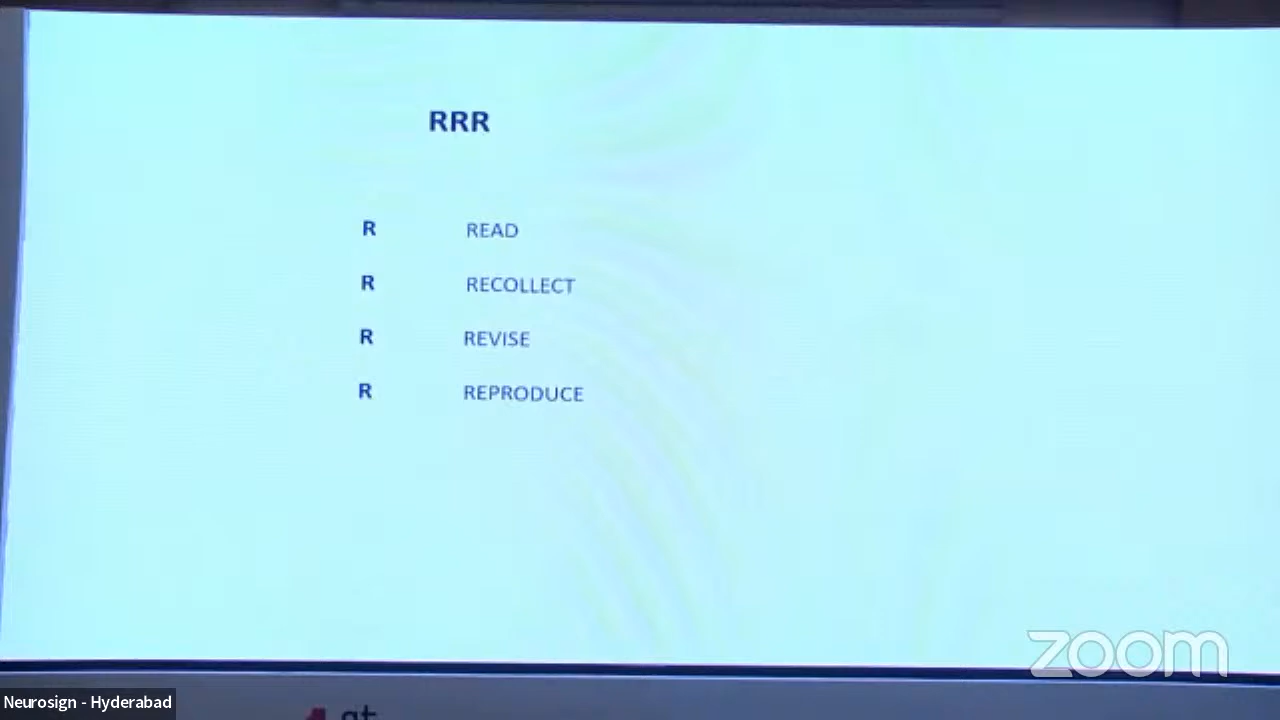 RRR
R READ
R RECOLLECT
R REVISE
R REPRODUCE
zoom
Neurosign - Hyderabad